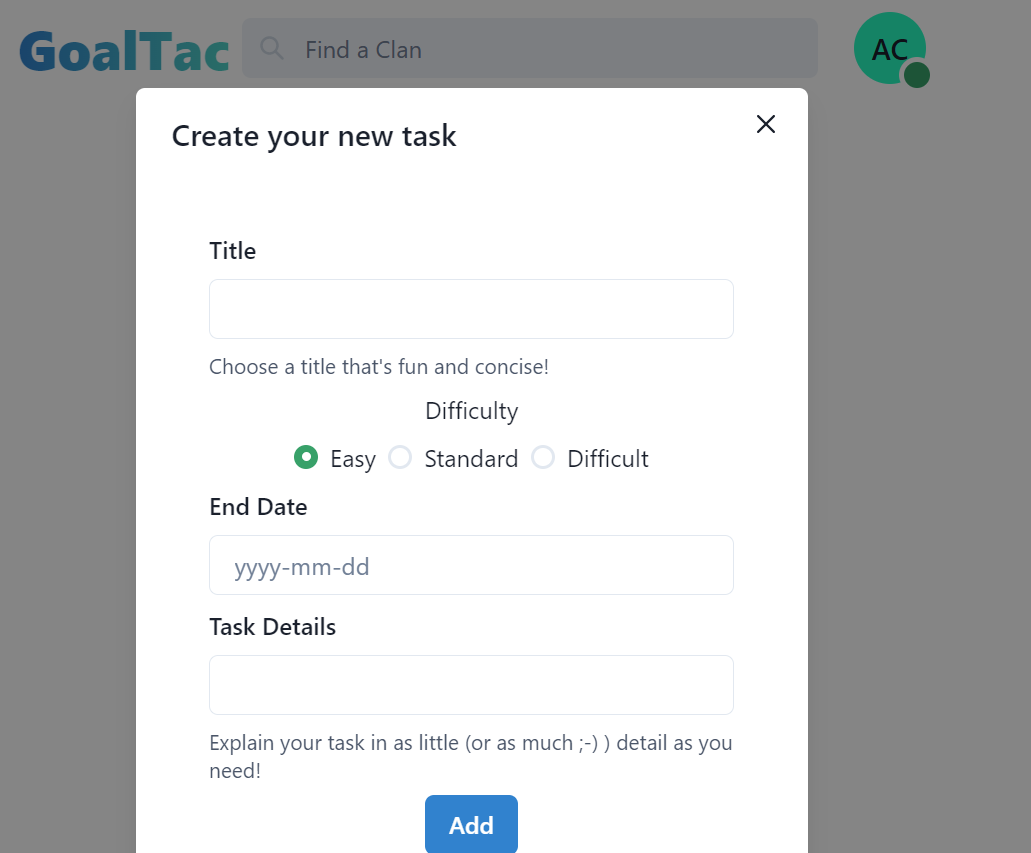 GoalTac
Find a Clan
AC
Create your new task
Title
Choose a title that's fun and concise!
Difficulty
Easy Standard Difficult
End Date
yyyy-mm-dd
Task Details
Explain your task in as little (or as much ;-) ) detail as you
need!
Add